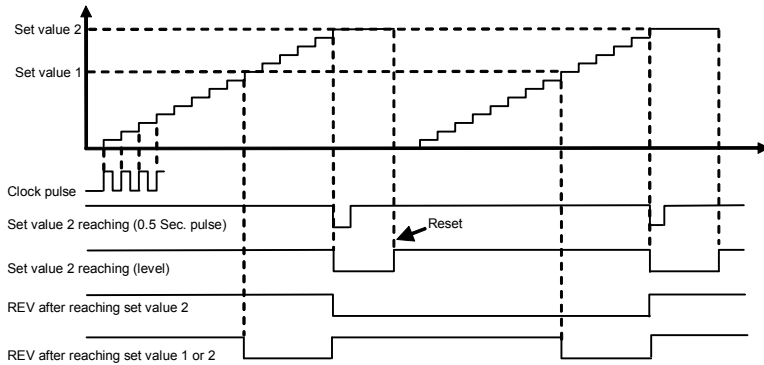 Set value 2
Set value 1
Clock pulse
Set value 2 reaching (0.5 Sec. pulse)
Reset
Set value 2 reaching (level)
REV after reaching set value 2
REV after reaching set value 1 or 2